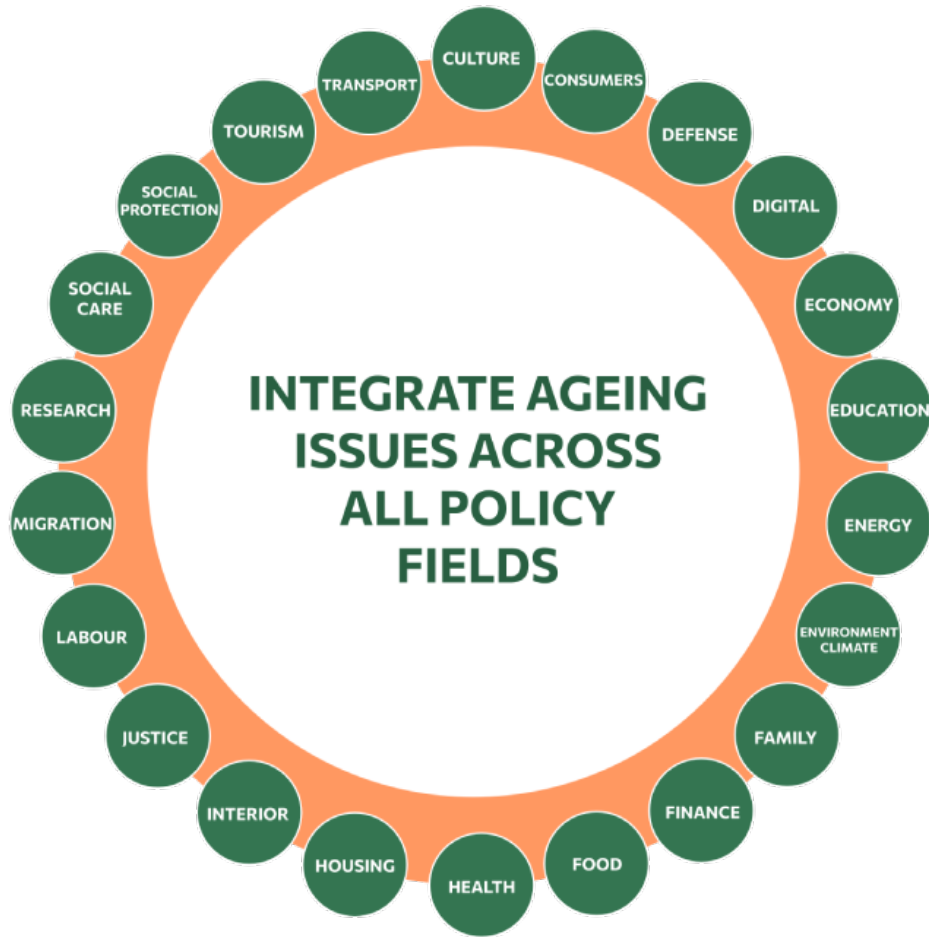 CULTURE
CONSUMERS
DEFENSE
DIGITAL
ECONOMY
EDUCATION
ENERGY
ENVIRONMENT
CLIMATE
FAMILY
FINANCE
FOOD
HEALTH
HOUSING
INTERIOR
JUSTICE
LABOUR
MIGRATION
RESEARCH
SOCIAL
CARE
SOCIAL
PROTECTION
TOURISM
TRANSPORT
INTEGRATE AGEING
ISSUES ACROSS
ALL POLICY
FIELDS